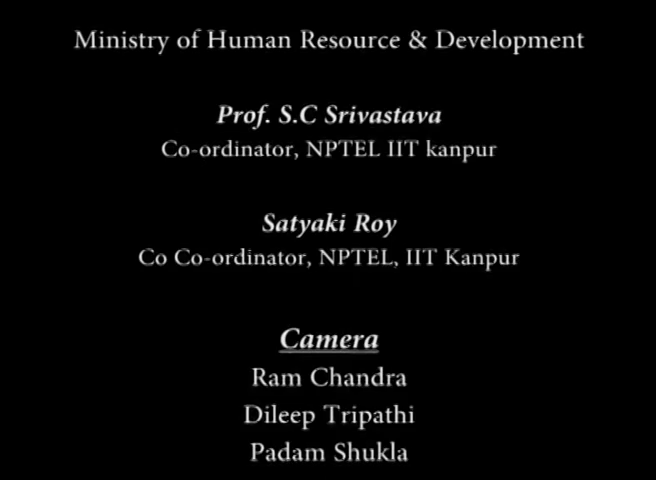 Ministry of Human Resource & Development
Prof. S.C Srivastava
Co-ordinator, NPTEL IIT kanpur
Satyaki Roy
Co Co-ordinator, NPTEL, IIT Kanpur
Camera
Ram Chandra
Dileep Tripathi
Padam Shukla